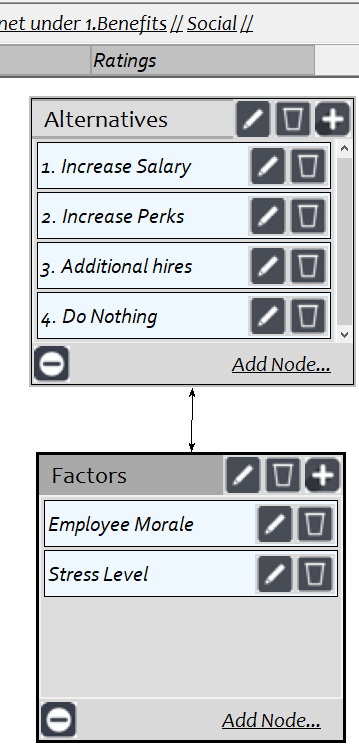 net under 1.Benefits // Social //
Ratings
Alternatives
1. Increase Salary
2. Increase Perks
3. Additional hires
4. Do Nothing
Add Node...
Factors
Employee Morale
Stress Level
Add Node...